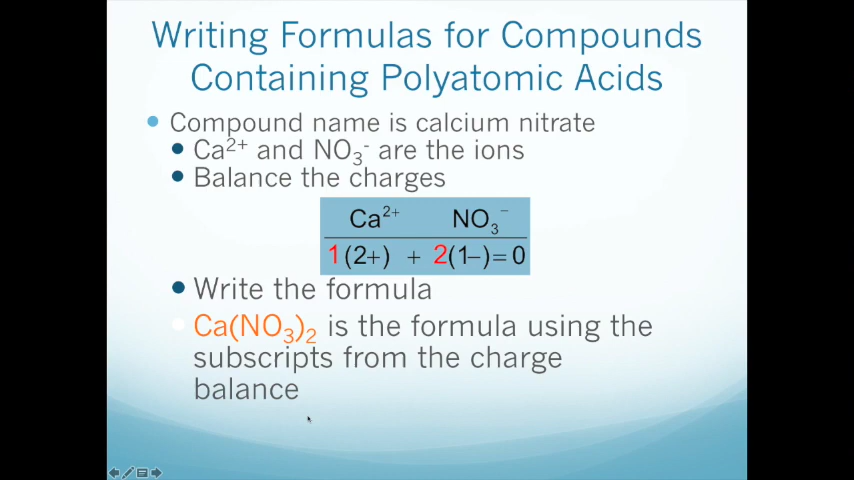 Writing Formulas for Compounds
Containing Polyatomic Acids
Compound name is calcium nitrate
Ca²⁺ and NO₃⁻ are the ions
Balance the charges
Ca²⁺ NO₃⁻
1(2+) + 2(1−)=0
Write the formula
Ca(NO₃)₂ is the formula using the
subscripts from the charge
balance